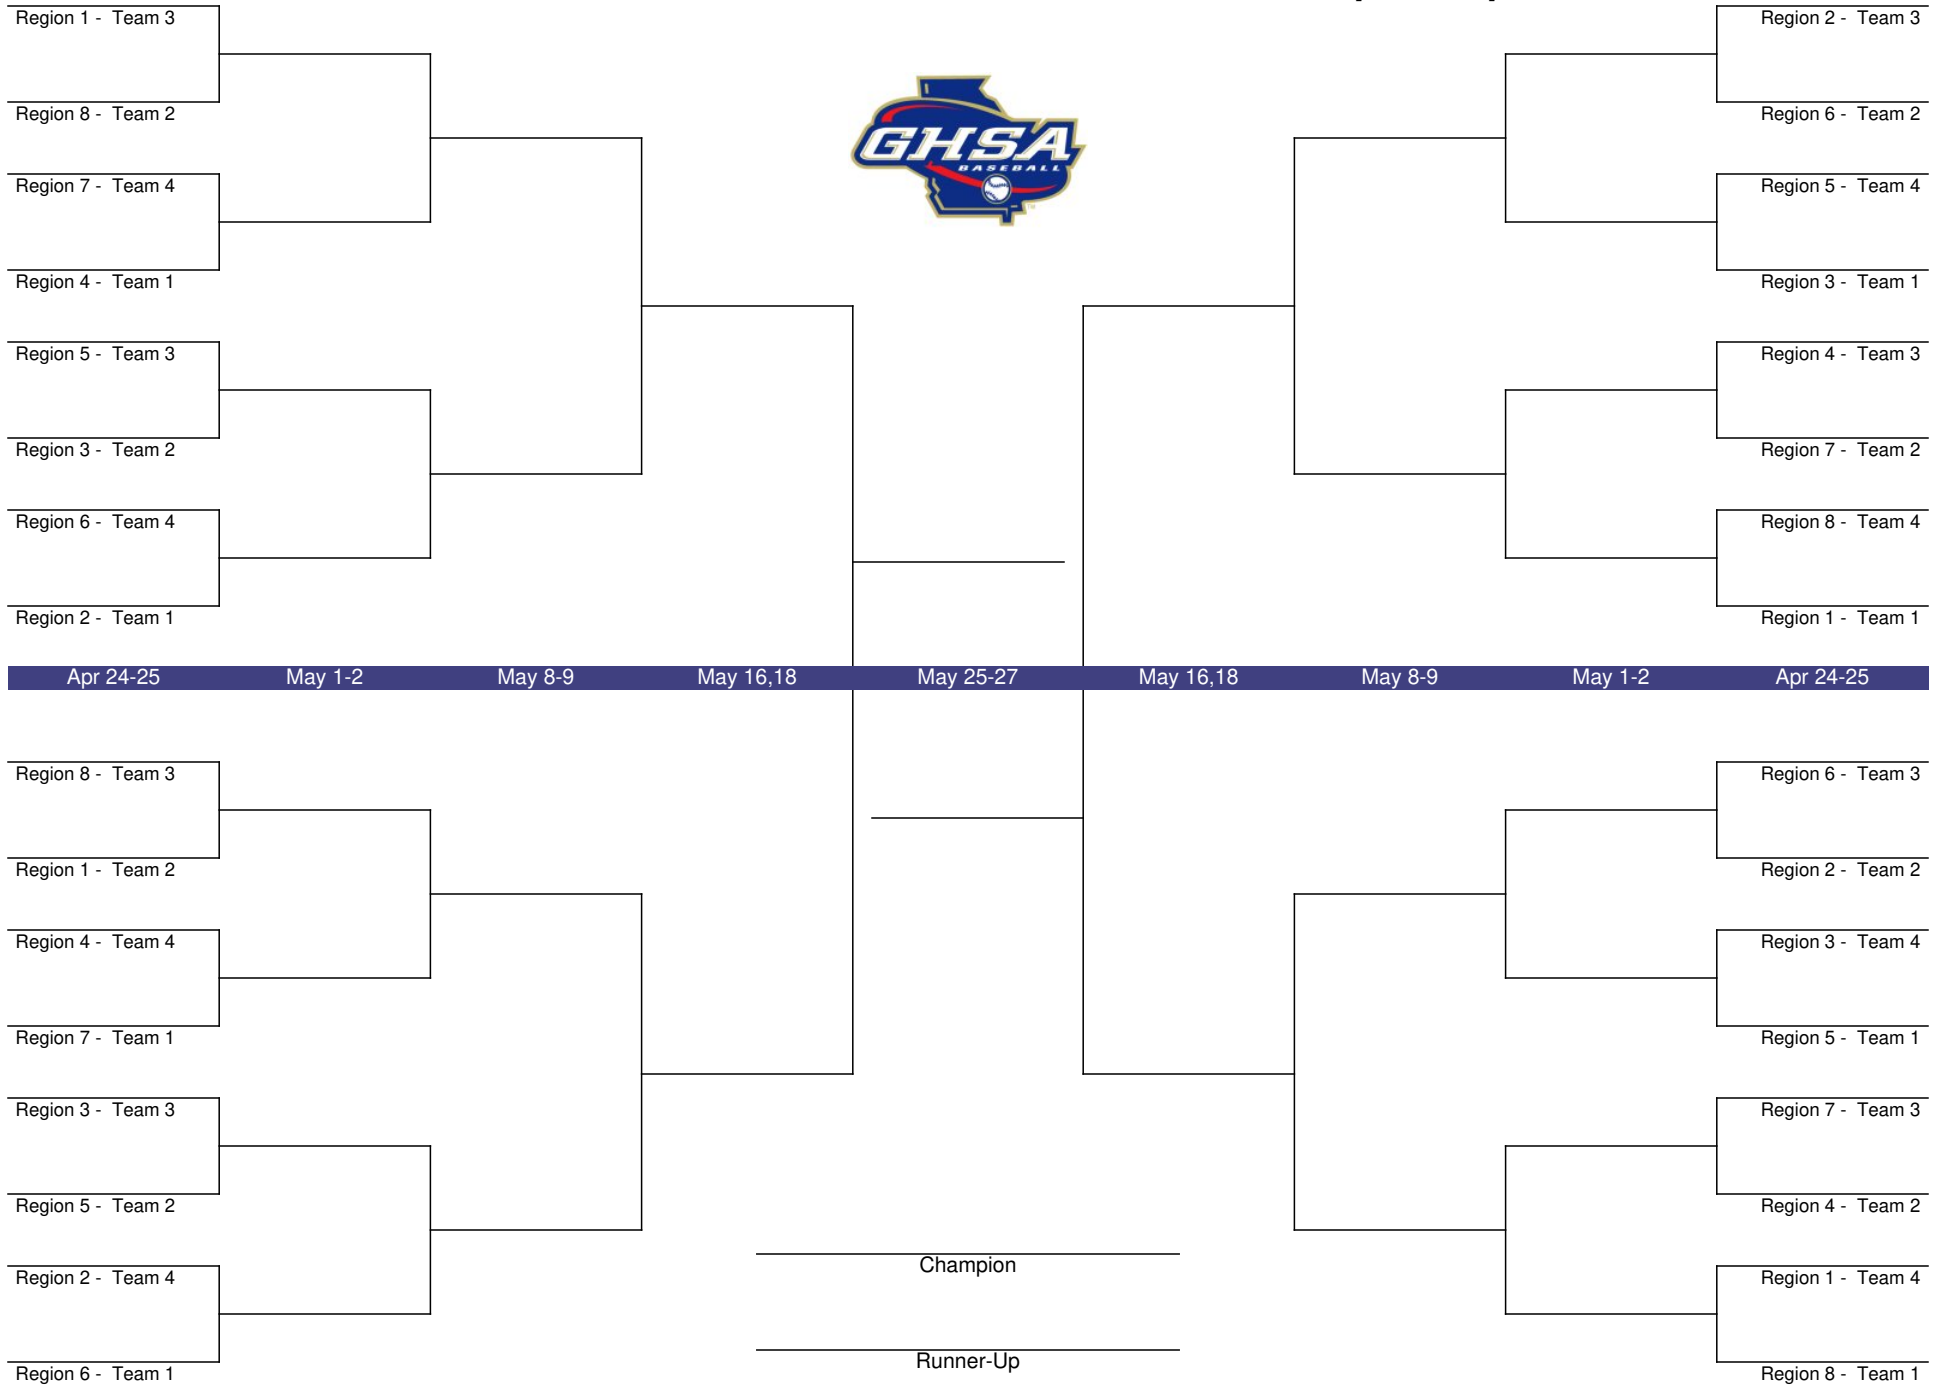 Region 1 - Team 3
Region 8 - Team 2
Region 7 - Team 4
Region 4 - Team 1
Region 5 - Team 3
Region 3 - Team 2
Region 6 - Team 4
Region 2 - Team 1
GHSA
BASEBALL
Region 2 - Team 3
Region 6 - Team 2
Region 5 - Team 4
Region 3 - Team 1
Region 4 - Team 3
Region 7 - Team 2
Region 8 - Team 4
Region 1 - Team 1
Apr 24-25 May 1-2 May 8-9 May 16,18 May 25-27 May 16,18 May 8-9 May 1-2 Apr 24-25
Region 8 - Team 3
Region 1 - Team 2
Region 4 - Team 4
Region 7 - Team 1
Region 3 - Team 3
Region 5 - Team 2
Region 2 - Team 4
Region 6 - Team 1
Region 6 - Team 3
Region 2 - Team 2
Region 3 - Team 4
Region 5 - Team 1
Region 7 - Team 3
Region 4 - Team 2
Region 1 - Team 4
Region 8 - Team 1
Champion
Runner-Up